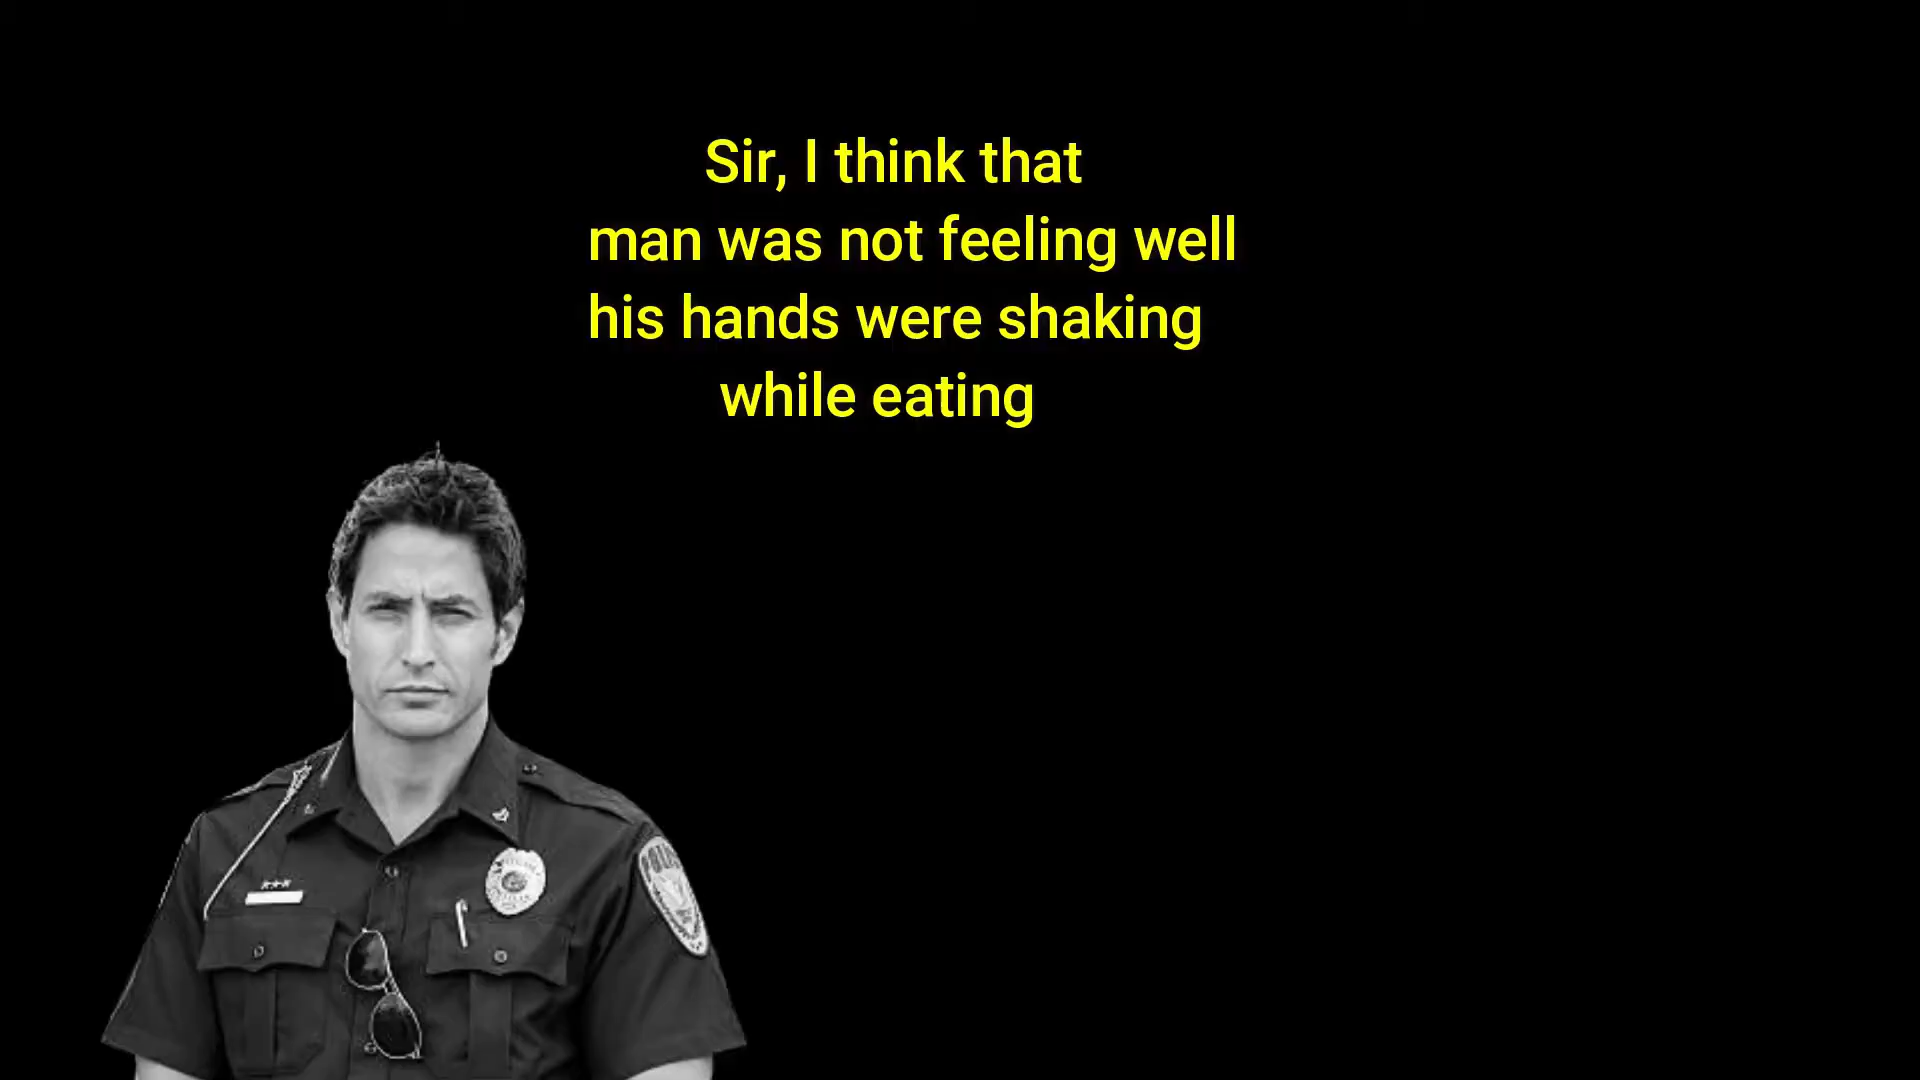 Sir, I think that
man was not feeling well
his hands were shaking
while eating